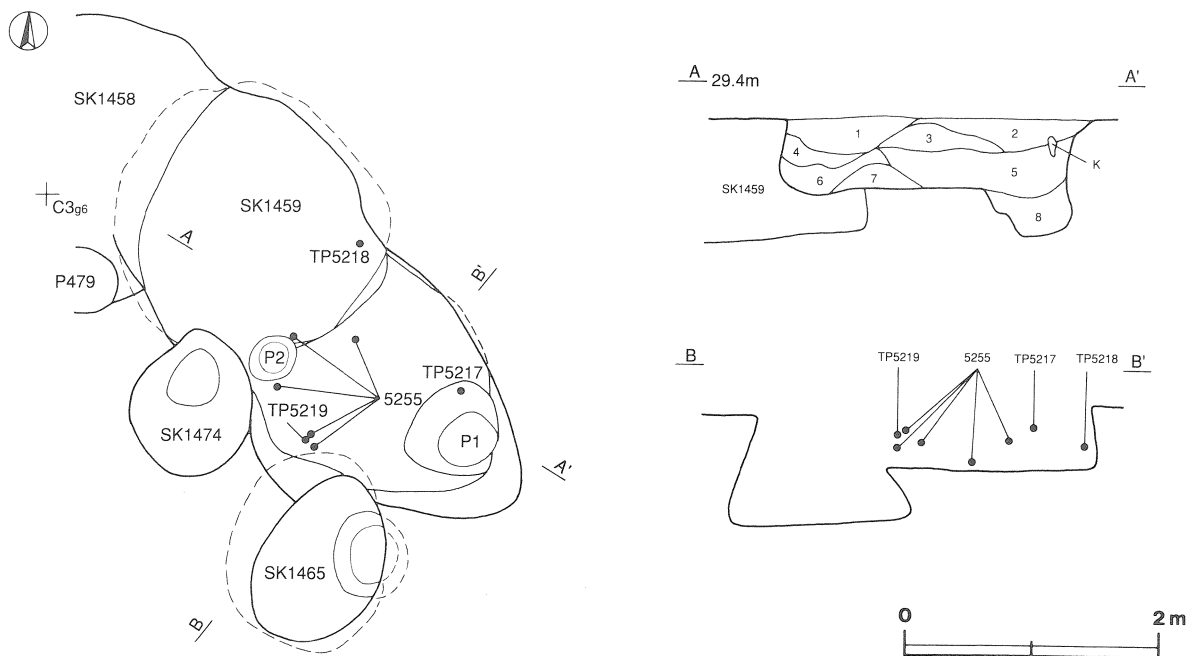 SK1458
C3g6
SK1459
A
TP5218
B'
P479
P2
TP5217
TP5219
5255
SK1474
P1
A'
SK1465
B
A 29.4m A'
1
3
2
4
K
5
6
7
SK1459
8
B B'
TP5219 5255 TP5217 TP5218
0 2 m